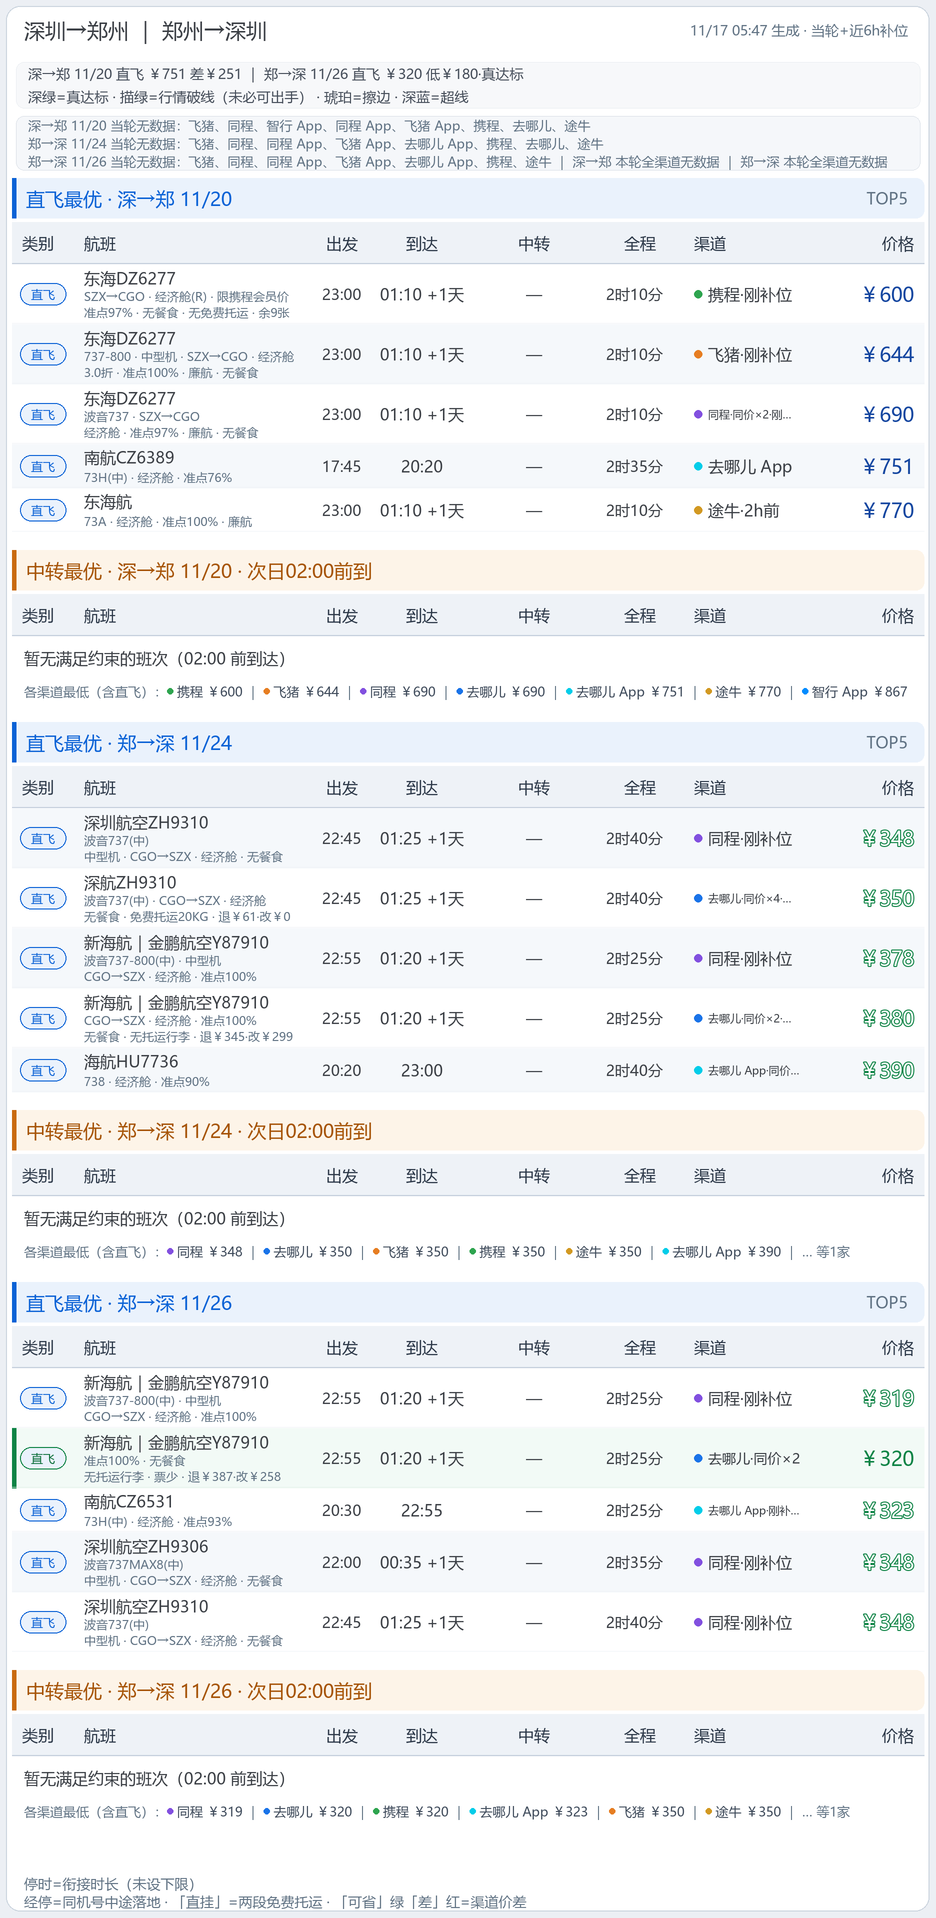 深圳→郑州 | 郑州→深圳
11/17 05:47 生成 · 当轮+近6h补位
深→郑 11/20 直飞 ￥751 差￥251 | 郑→深 11/26 直飞 ￥320 低￥180·真达标
深绿=真达标 · 描绿=行情破线（未必可出手） · 琥珀=擦边 · 深蓝=超线
深→郑 11/20 当轮无数据：飞猪、同程、智行 App、同程 App、飞猪 App、携程、去哪儿、途牛
郑→深 11/24 当轮无数据：飞猪、同程、同程 App、飞猪 App、去哪儿 App、携程、去哪儿、途牛
郑→深 11/26 当轮无数据：飞猪、同程、同程 App、飞猪 App、去哪儿 App、携程、途牛 | 深→郑 本轮全渠道无数据 | 郑→深 本轮全渠道无数据
直飞最优 · 深→郑 11/20 TOP5
类别 航班 出发 到达 中转 全程 渠道 价格
东海DZ6277
直飞 SZX→CGO · 经济舱(R) · 限携程会员价 23:00 01:10 +1天 — 2时10分 携程·刚补位 ￥600
准点97% · 无餐食 · 无免费托运 · 余9张
东海DZ6277
直飞 737-800 · 中型机 · SZX→CGO · 经济舱 23:00 01:10 +1天 — 2时10分 飞猪·刚补位 ￥644
3.0折 · 准点100% · 廉航 · 无餐食
东海DZ6277
直飞 波音737 · SZX→CGO 23:00 01:10 +1天 — 2时10分 同程·同价×2·刚... ￥690
经济舱 · 准点97% · 廉航 · 无餐食
南航CZ6389
直飞 73H(中) · 经济舱 · 准点76% 17:45 20:20 — 2时35分 去哪儿 App ￥751
东海航
直飞 73A · 经济舱 · 准点100% · 廉航 23:00 01:10 +1天 — 2时10分 途牛·2h前 ￥770
中转最优 · 深→郑 11/20 · 次日02:00前到
类别 航班 出发 到达 中转 全程 渠道 价格
暂无满足约束的班次（02:00 前到达）
各渠道最低（含直飞）： 携程 ￥600 | 飞猪 ￥644 | 同程 ￥690 | 去哪儿 ￥690 | 去哪儿 App ￥751 | 途牛 ￥770 | 智行 App ￥867
直飞最优 · 郑→深 11/24 TOP5
类别 航班 出发 到达 中转 全程 渠道 价格
深圳航空ZH9310
直飞 波音737(中) 22:45 01:25 +1天 — 2时40分 同程·刚补位 ￥348
中型机 · CGO→SZX · 经济舱 · 无餐食
深航ZH9310
直飞 波音737(中) · CGO→SZX · 经济舱 22:45 01:25 +1天 — 2时40分 去哪儿·同价×4·... ￥350
无餐食 · 免费托运20KG · 退￥61·改￥0
新海航｜金鹏航空Y87910
直飞 波音737-800(中) · 中型机 22:55 01:20 +1天 — 2时25分 同程·刚补位 ￥378
CGO→SZX · 经济舱 · 准点100%
新海航｜金鹏航空Y87910
直飞 CGO→SZX · 经济舱 · 准点100% 22:55 01:20 +1天 — 2时25分 去哪儿·同价×2·... ￥380
无餐食 · 无托运行李 · 退￥345·改￥299
海航HU7736
直飞 738 · 经济舱 · 准点90% 20:20 23:00 — 2时40分 去哪儿 App·同价... ￥390
中转最优 · 郑→深 11/24 · 次日02:00前到
类别 航班 出发 到达 中转 全程 渠道 价格
暂无满足约束的班次（02:00 前到达）
各渠道最低（含直飞）： 同程 ￥348 | 去哪儿 ￥350 | 飞猪 ￥350 | 携程 ￥350 | 途牛 ￥350 | 去哪儿 App ￥390 | ... 等1家
直飞最优 · 郑→深 11/26 TOP5
类别 航班 出发 到达 中转 全程 渠道 价格
新海航｜金鹏航空Y87910
直飞 波音737-800(中) · 中型机 22:55 01:20 +1天 — 2时25分 同程·刚补位 ￥319
CGO→SZX · 经济舱 · 准点100%
新海航｜金鹏航空Y87910
直飞 准点100% · 无餐食 22:55 01:20 +1天 — 2时25分 去哪儿·同价×2 ￥320
无托运行李 · 票少 · 退￥387·改￥258
南航CZ6531
直飞 73H(中) · 经济舱 · 准点93% 20:30 22:55 — 2时25分 去哪儿 App·刚补... ￥323
深圳航空ZH9306
直飞 波音737MAX8(中) 22:00 00:35 +1天 — 2时35分 同程·刚补位 ￥348
中型机 · CGO→SZX · 经济舱 · 无餐食
深圳航空ZH9310
直飞 波音737(中) 22:45 01:25 +1天 — 2时40分 同程·刚补位 ￥348
中型机 · CGO→SZX · 经济舱 · 无餐食
中转最优 · 郑→深 11/26 · 次日02:00前到
类别 航班 出发 到达 中转 全程 渠道 价格
暂无满足约束的班次（02:00 前到达）
各渠道最低（含直飞）： 同程 ￥319 | 去哪儿 ￥320 | 携程 ￥320 | 去哪儿 App ￥323 | 飞猪 ￥350 | 途牛 ￥350 | ... 等1家
停时=衔接时长（未设下限）
经停=同机号中途落地 · 「直挂」=两段免费托运 · 「可省」绿「差」红=渠道价差